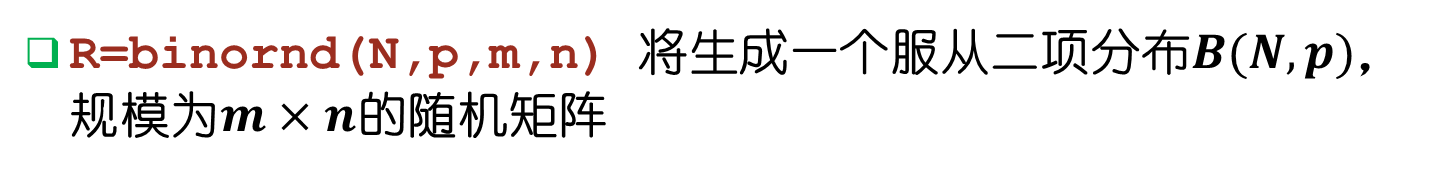 ❑R=binornd(N,p,m,n) 将生成一个服从二项分布B(N,p),
规模为m × n的随机矩阵